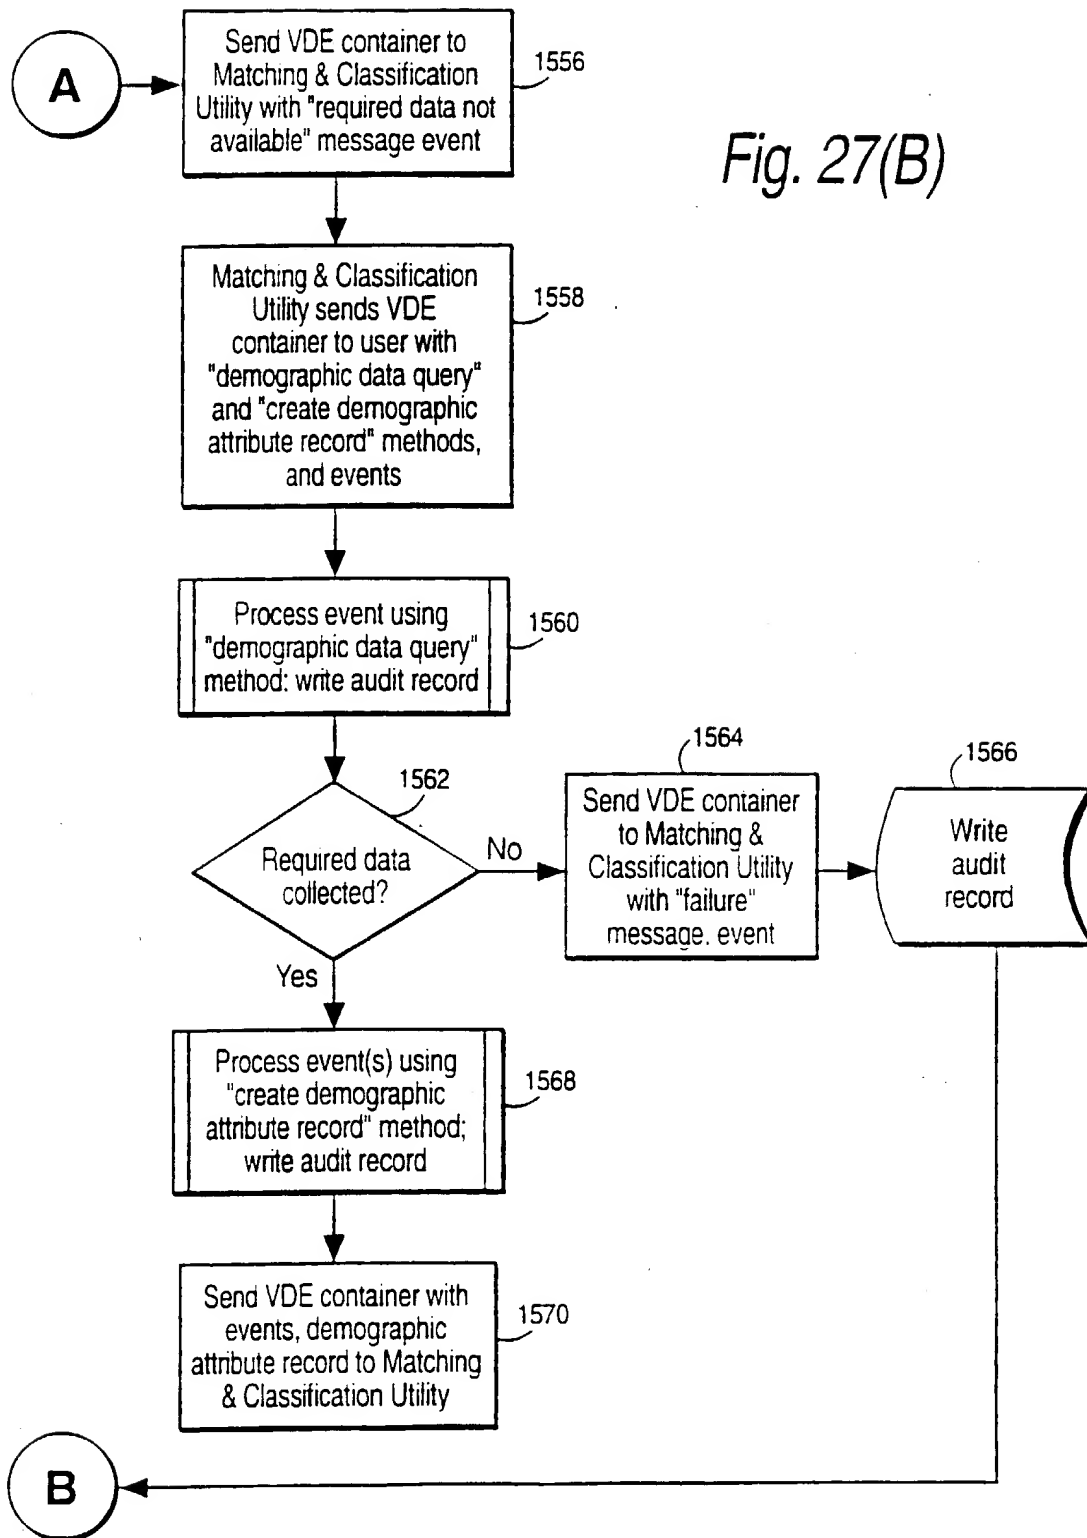 A
Send VDE container to
Matching & Classification
Utility with "required data not
available" message event
1556
Fig. 27(B)
Matching & Classification
Utility sends VDE
container to user with
"demographic data query"
and "create demographic
attribute record" methods,
and events
1558
Process event using
"demographic data query"
method: write audit record
1560
1562
Required data
collected?
No
Yes
1564
Send VDE container
to Matching &
Classification Utility
with "failure"
message. event
1566
Write
audit
record
Process event(s) using
"create demographic
attribute record" method;
write audit record
1568
Send VDE container with
events, demographic
attribute record to Matching
& Classification Utility
1570
B